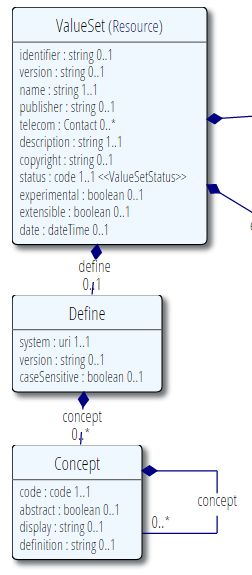 ValueSet (Resource)
identifier : string 0..1
version : string 0..1
name : string 1..1
publisher : string 0..1
telecom : Contact 0..*
description : string 1..1
copyright : string 0..1
status : code 1..1 <<ValueSetStatus>>
experimental : boolean 0..1
extensible : boolean 0..1
date : dateTime 0..1
define
0..1
Define
system : uri 1..1
version : string 0..1
caseSensitive : boolean 0..1
concept
0..*
Concept
code : code 1..1
abstract : boolean 0..1
display : string 0..1
definition : string 0..1
concept
0..*